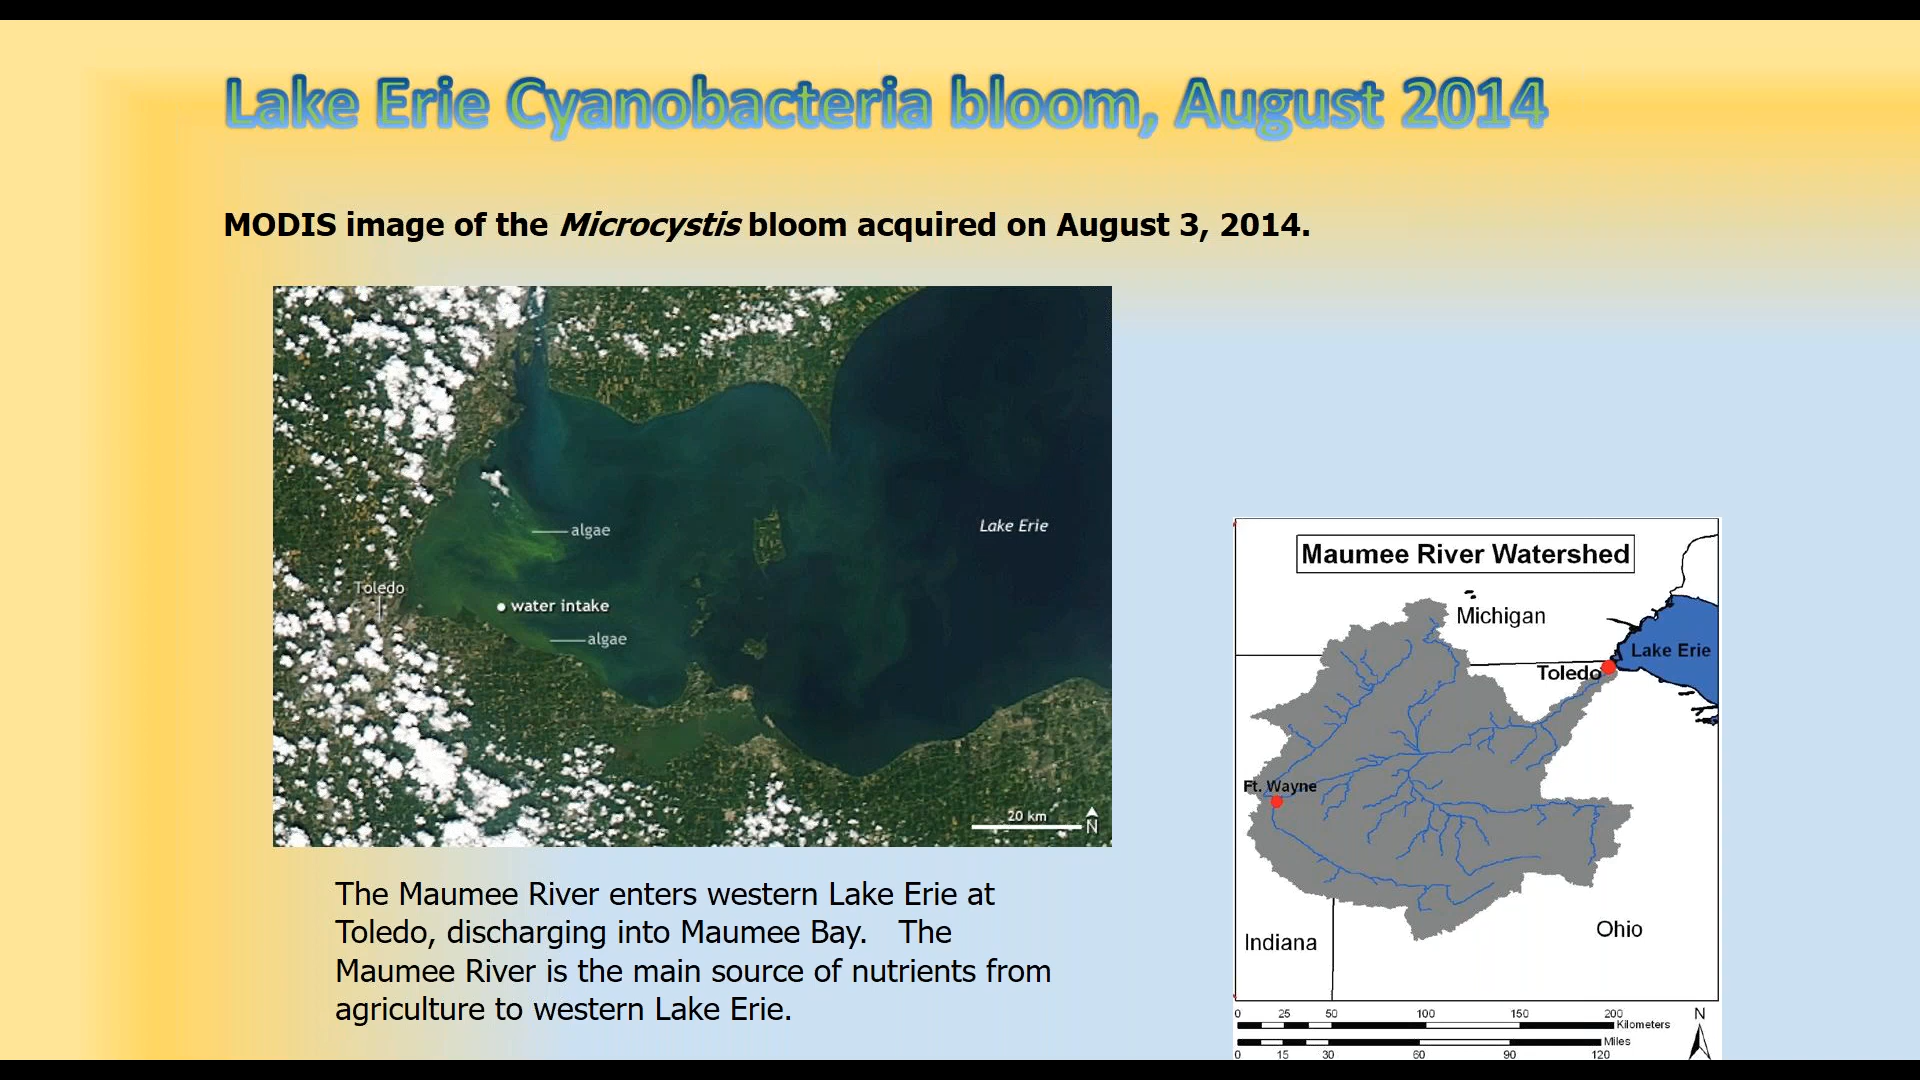 Lake Erie Cyanobacteria bloom, August 2014
MODIS image of the Microcystis bloom acquired on August 3, 2014.
algae
Lake Erie
Toledo
water intake
algae
20 km
N
The Maumee River enters western Lake Erie at
Toledo, discharging into Maumee Bay. The
Maumee River is the main source of nutrients from
agriculture to western Lake Erie.
Maumee River Watershed
Michigan
Lake Erie
Toledo
Ft. Wayne
Ohio
Indiana
0 25 50 100 150 200
Kilometers
N
Miles
0 15 30 60 90 120